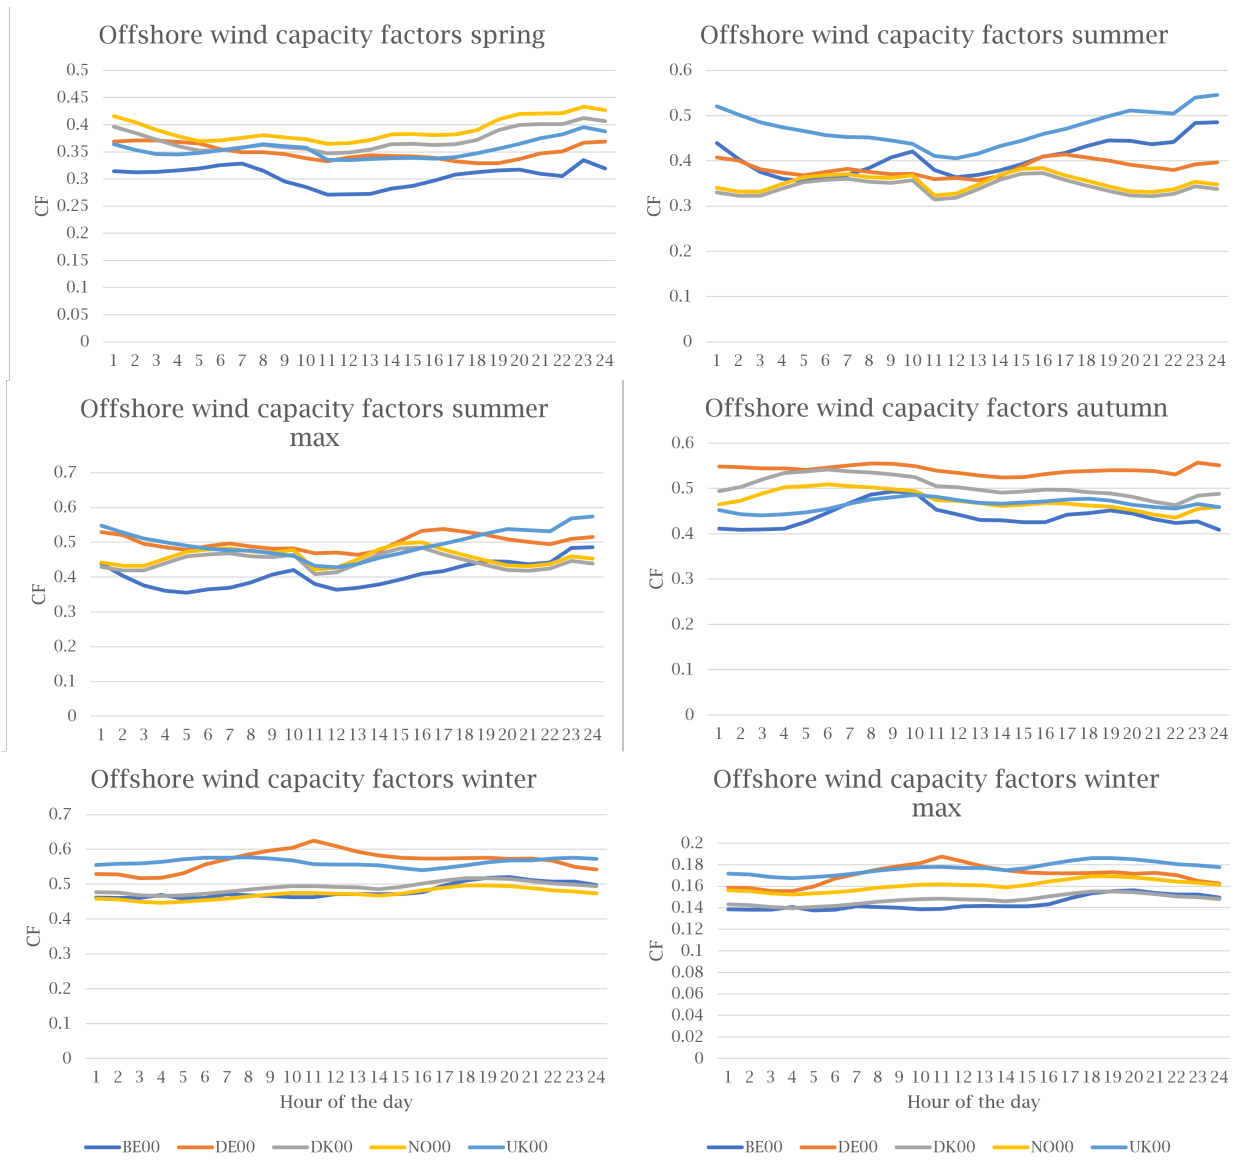 Offshore wind capacity factors spring
0.5
0.45
0.4
0.35
0.3
0.25
0.2
0.15
0.1
0.05
0
CF
1 2 3 4 5 6 7 8 9 10 11 12 13 14 15 16 17 18 19 20 21 22 23 24
Offshore wind capacity factors summer
0.6
0.5
0.4
0.3
0.2
0.1
0
CF
1 2 3 4 5 6 7 8 9 10 11 12 13 14 15 16 17 18 19 20 21 22 23 24
Offshore wind capacity factors summer
max
0.7
0.6
0.5
0.4
0.3
0.2
0.1
0
CF
1 2 3 4 5 6 7 8 9 10 11 12 13 14 15 16 17 18 19 20 21 22 23 24
Offshore wind capacity factors autumn
0.6
0.5
0.4
0.3
0.2
0.1
0
CF
1 2 3 4 5 6 7 8 9 10 11 12 13 14 15 16 17 18 19 20 21 22 23 24
Offshore wind capacity factors winter
0.7
0.6
0.5
0.4
0.3
0.2
0.1
0
CF
1 2 3 4 5 6 7 8 9 10 11 12 13 14 15 16 17 18 19 20 21 22 23 24
Hour of the day
BE00 DE00 DK00 NO00 UK00
Offshore wind capacity factors winter
max
0.2
0.18
0.16
0.14
0.12
0.1
0.08
0.06
0.04
0.02
0
CF
1 2 3 4 5 6 7 8 9 10 11 12 13 14 15 16 17 18 19 20 21 22 23 24
Hour of the day
BE00 DE00 DK00 NO00 UK00